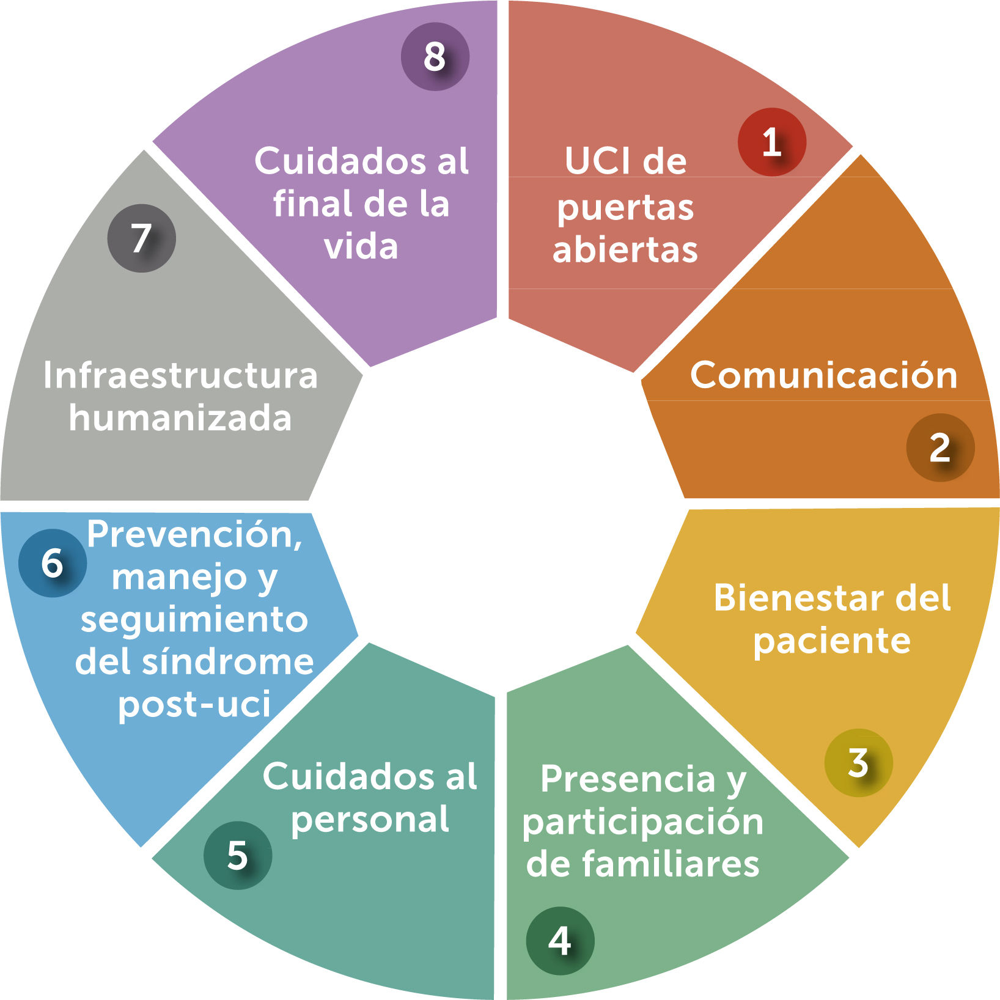 1
UCI de
puertas
abiertas
Comunicación
2
Bienestar del
paciente
3
Presencia y
participación
de familiares
4
Cuidados al
personal
5
6
Prevención,
manejo y
seguimiento
del síndrome
post-uci
7
Infraestructura
humanizada
8
Cuidados al
final de la
vida